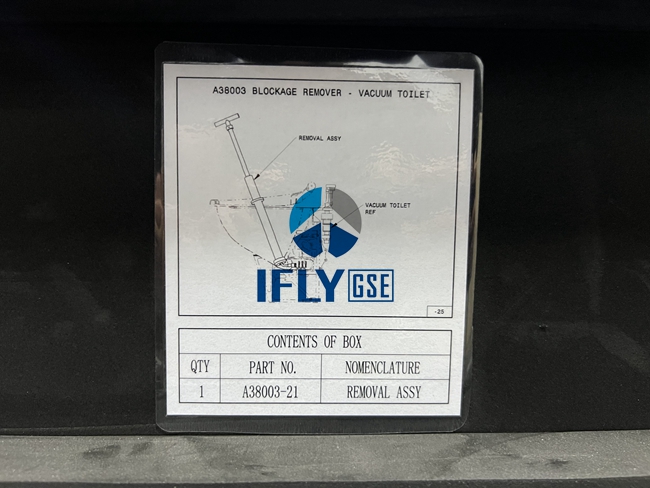 A38003 BLOCKAGE REMOVER - VACUUM TOILET
REMOVAL ASSY
VACUUM TOILET
REF
IFLY GSE
-25
CONTENTS OF BOX
QTY PART NO. NOMENCLATURE
1 A38003-21 REMOVAL ASSY